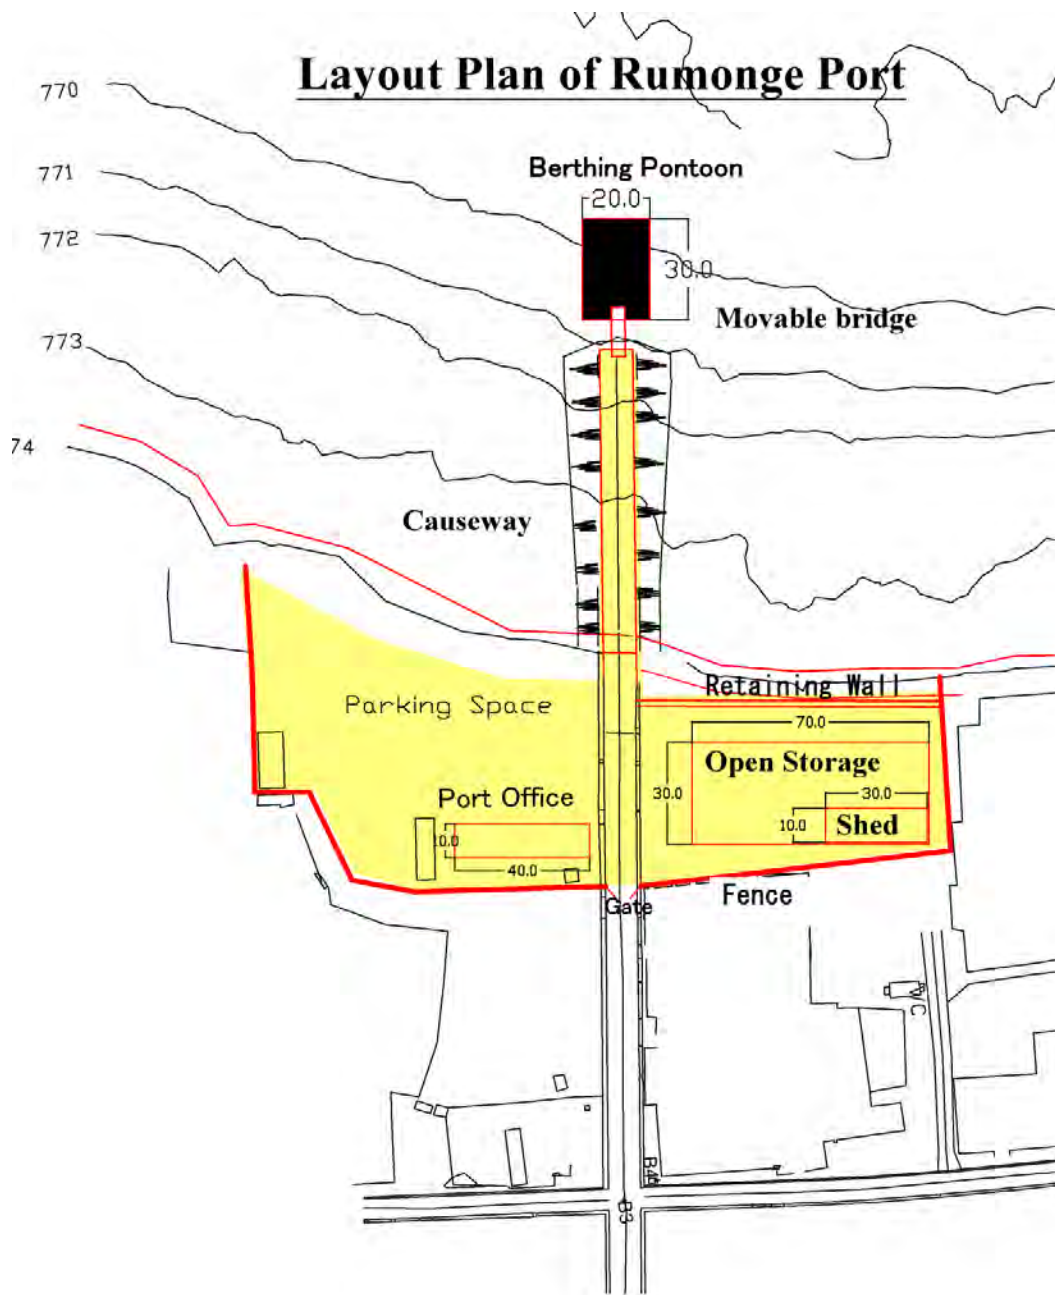 Layout Plan of Rumonge Port
770
Berthing Pontoon
771
20.0
772
30.0
Movable bridge
773
74
Causeway
Retaining Wall
Parking Space
70.0
Open Storage
Port Office
30.0
30.0
10.0
Shed
10.0
40.0
Fence
Gate
VC
B4
B3